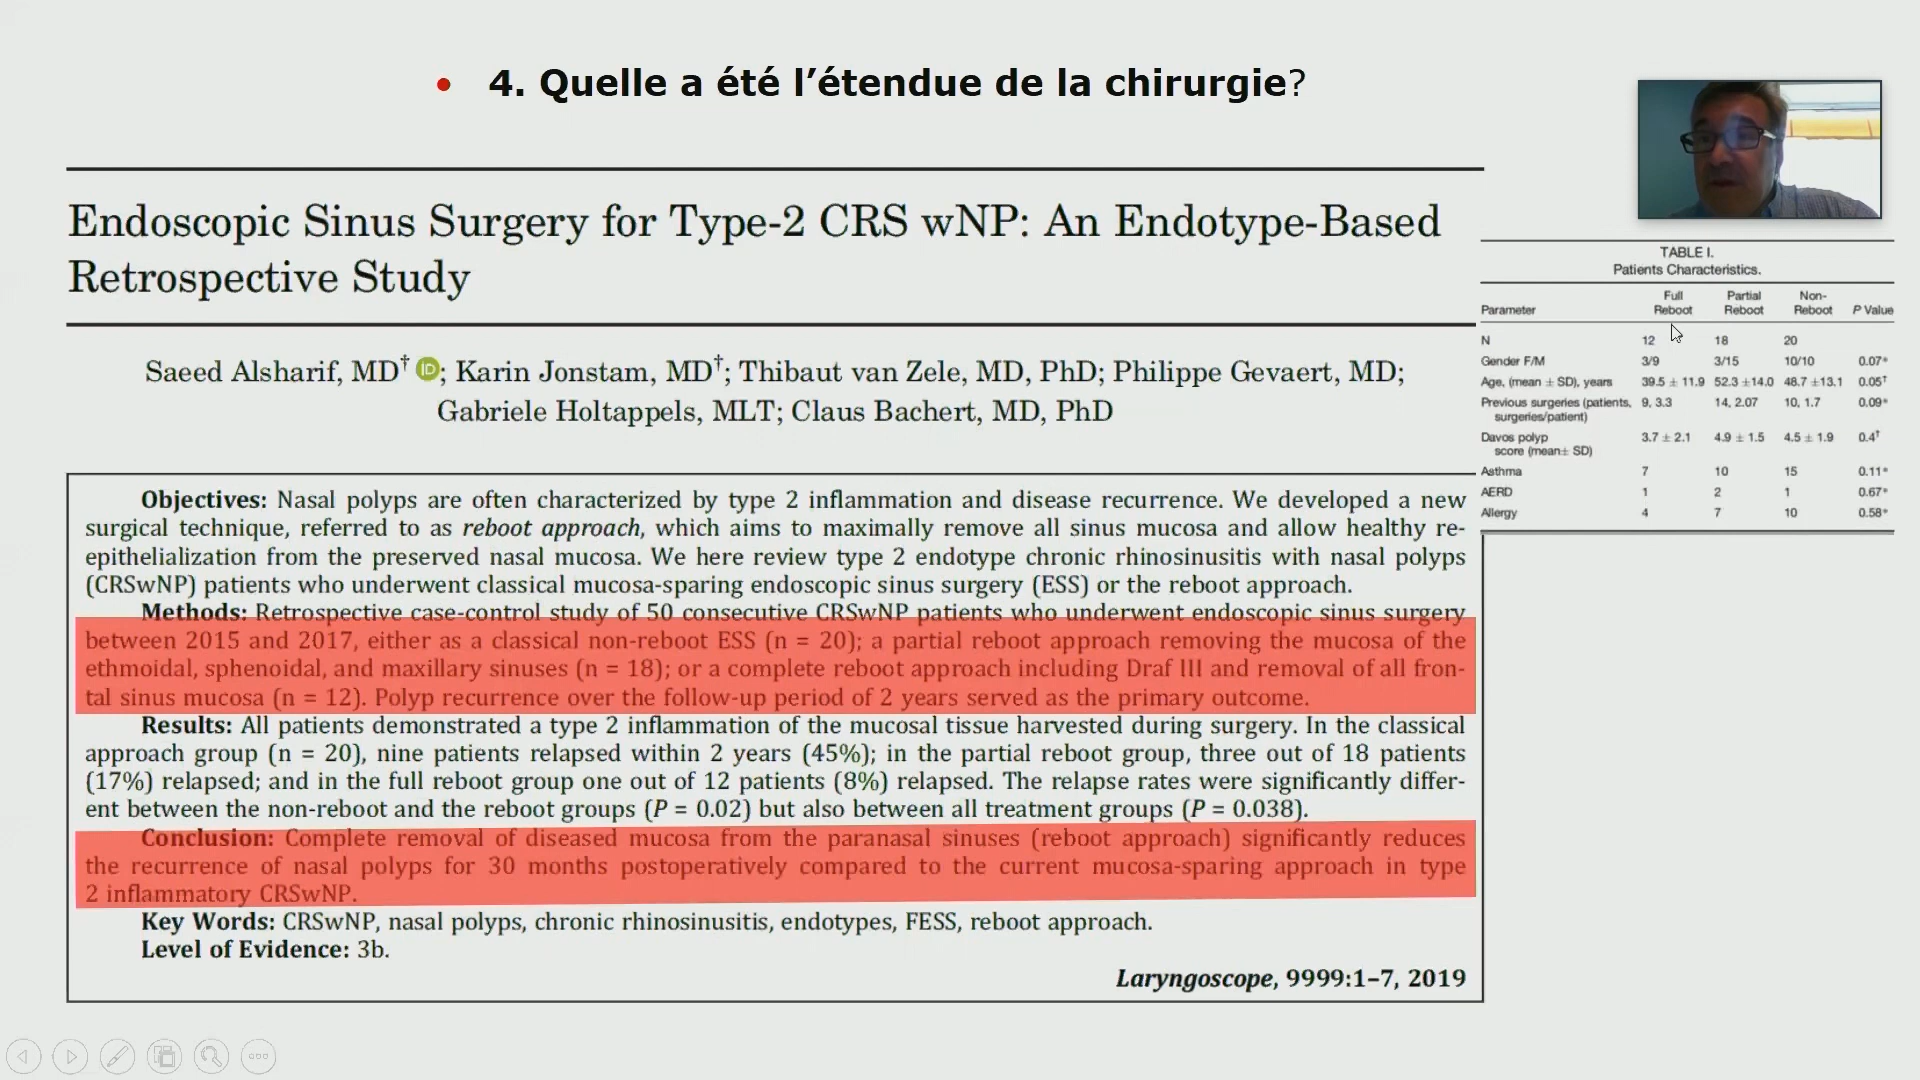 • 4. Quelle a été l’étendue de la chirurgie?
Endoscopic Sinus Surgery for Type-2 CRS wNP: An Endotype-Based
Retrospective Study
Saeed Alsharif, MD† iD; Karin Jonstam, MD†; Thibaut van Zele, MD, PhD; Philippe Gevaert, MD;
Gabriele Holtappels, MLT; Claus Bachert, MD, PhD
Objectives: Nasal polyps are often characterized by type 2 inflammation and disease recurrence. We developed a new
surgical technique, referred to as reboot approach, which aims to maximally remove all sinus mucosa and allow healthy re-
epithelialization from the preserved nasal mucosa. We here review type 2 endotype chronic rhinosinusitis with nasal polyps
(CRSwNP) patients who underwent classical mucosa-sparing endoscopic sinus surgery (ESS) or the reboot approach.
Methods: Retrospective case-control study of 50 consecutive CRSwNP patients who underwent endoscopic sinus surgery
between 2015 and 2017, either as a classical non-reboot ESS (n = 20); a partial reboot approach removing the mucosa of the
ethmoidal, sphenoidal, and maxillary sinuses (n = 18); or a complete reboot approach including Draf III and removal of all fron-
tal sinus mucosa (n = 12). Polyp recurrence over the follow-up period of 2 years served as the primary outcome.
Results: All patients demonstrated a type 2 inflammation of the mucosal tissue harvested during surgery. In the classical
approach group (n = 20), nine patients relapsed within 2 years (45%); in the partial reboot group, three out of 18 patients
(17%) relapsed; and in the full reboot group one out of 12 patients (8%) relapsed. The relapse rates were significantly differ-
ent between the non-reboot and the reboot groups (P = 0.02) but also between all treatment groups (P = 0.038).
Conclusion: Complete removal of diseased mucosa from the paranasal sinuses (reboot approach) significantly reduces
the recurrence of nasal polyps for 30 months postoperatively compared to the current mucosa-sparing approach in type
2 inflammatory CRSwNP.
Key Words: CRSwNP, nasal polyps, chronic rhinosinusitis, endotypes, FESS, reboot approach.
Level of Evidence: 3b.
Laryngoscope, 9999:1–7, 2019
TABLE I.
Patients Characteristics.
Full Partial Non-
Parameter Reboot Reboot Reboot P Value
N 12 18 20
Gender F/M 3/9 3/15 10/10 0.07*
Age, (mean ± SD), years 39.5 ± 11.9 52.3 ±14.0 48.7 ±13.1 0.05†
Previous surgeries (patients, 9, 3.3 14, 2.07 10, 1.7 0.09*
surgeries/patient)
Davos polyp 3.7 ± 2.1 4.9 ± 1.5 4.5 ± 1.9 0.4†
score (mean± SD)
Asthma 7 10 15 0.11*
AERD 1 2 1 0.67*
Allergy 4 7 10 0.58*